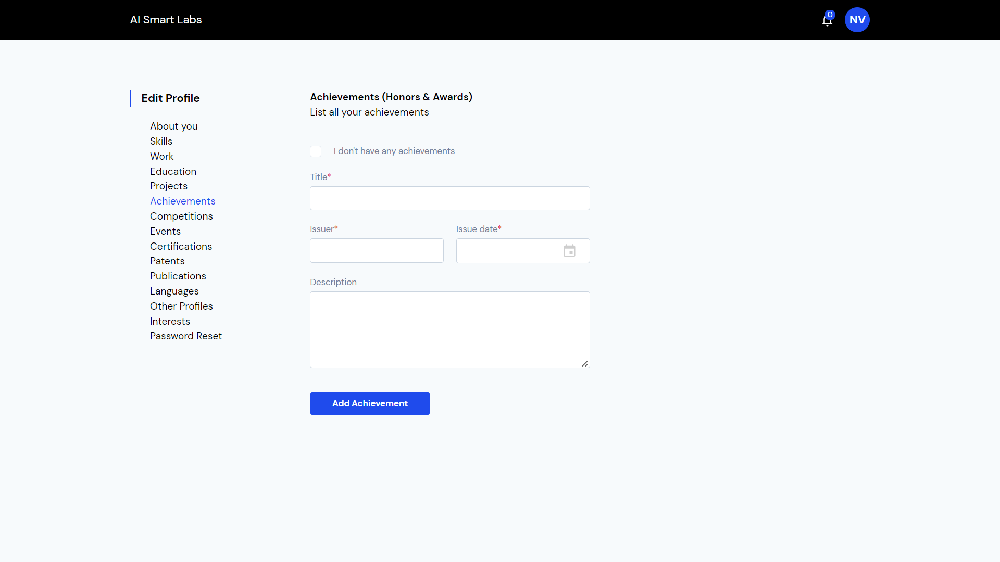 AI Smart Labs
0
NV
Edit Profile
About you
Skills
Work
Education
Projects
Achievements
Competitions
Events
Certifications
Patents
Publications
Languages
Other Profiles
Interests
Password Reset
Achievements (Honors & Awards)
List all your achievements
I don't have any achievements
Title*
Issuer*
Issue date*
Description
Add Achievement